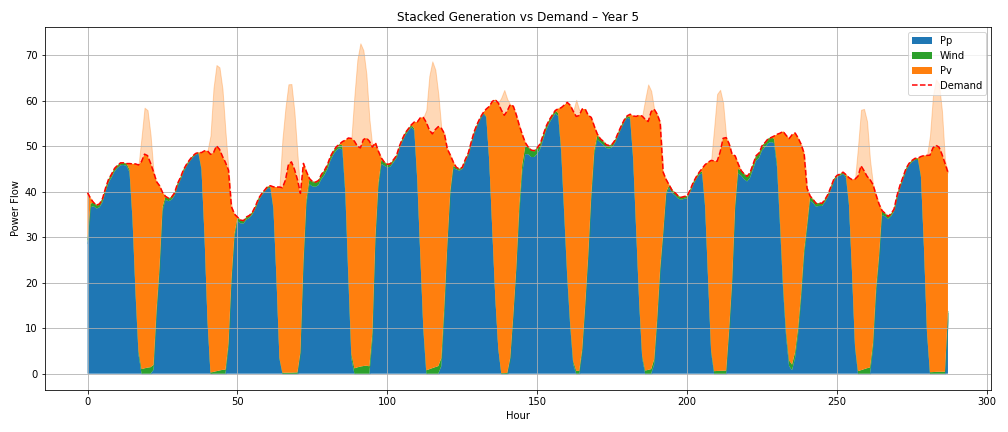 Stacked Generation vs Demand – Year 5
Pp
Wind
Pv
Demand
Power Flow
70
60
50
40
30
20
10
0
0 50 100 150 200 250 300
Hour